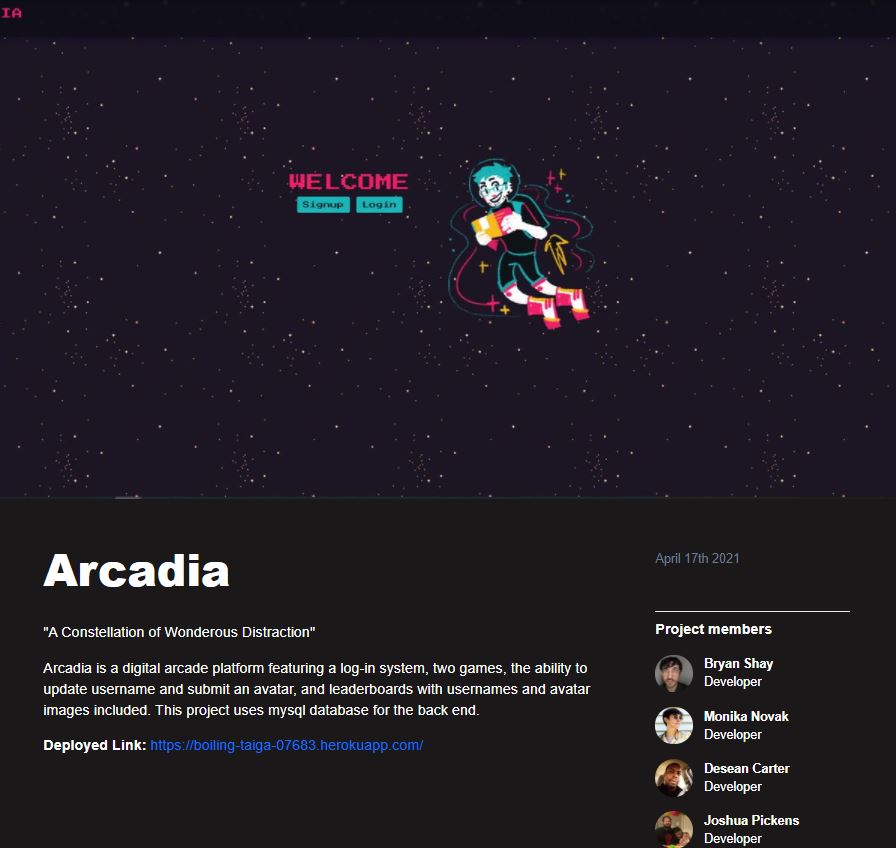 IA
WELCOME
Signup Login
Arcadia
April 17th 2021
"A Constellation of Wonderous Distraction"
Arcadia is a digital arcade platform featuring a log-in system, two games, the ability to
update username and submit an avatar, and leaderboards with usernames and avatar
images included. This project uses mysql database for the back end.
Deployed Link: https://boiling-taiga-07683.herokuapp.com/
Project members
Bryan Shay
Developer
Monika Novak
Developer
Desean Carter
Developer
Joshua Pickens
Developer